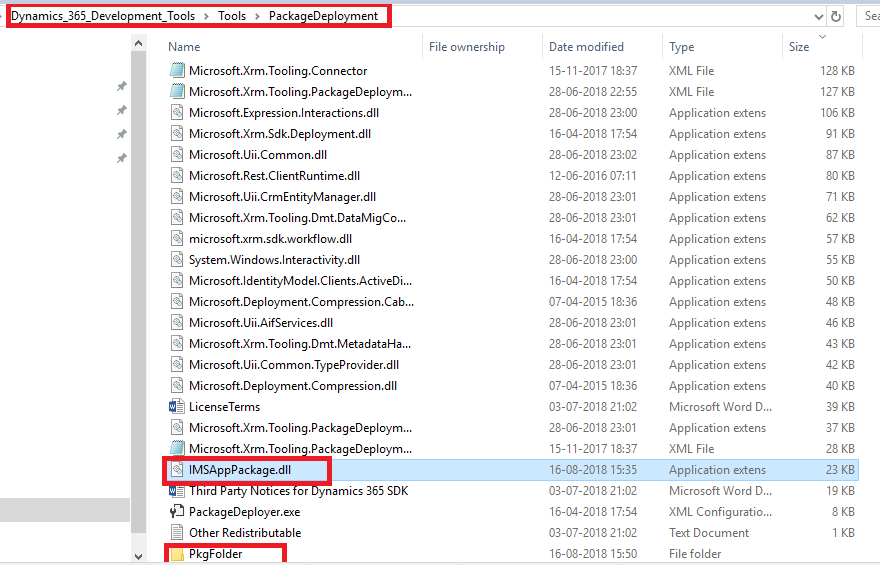 Dynamics_365_Development_Tools > Tools > PackageDeployment Sea
Name File ownership Date modified Type Size
Microsoft.Xrm.Tooling.Connector 15-11-2017 18:37 XML File 128 KB
Microsoft.Xrm.Tooling.PackageDeploym... 28-06-2018 22:55 XML File 127 KB
Microsoft.Expression.Interactions.dll 28-06-2018 23:00 Application extens 106 KB
Microsoft.Xrm.Sdk.Deployment.dll 16-04-2018 17:54 Application extens 91 KB
Microsoft.Uii.Common.dll 28-06-2018 23:02 Application extens 87 KB
Microsoft.Rest.ClientRuntime.dll 12-06-2016 07:11 Application extens 80 KB
Microsoft.Uii.CrmEntityManager.dll 28-06-2018 23:01 Application extens 71 KB
Microsoft.Xrm.Tooling.Dmt.DataMigCo... 28-06-2018 23:01 Application extens 62 KB
microsoft.xrm.sdk.workflow.dll 16-04-2018 17:54 Application extens 57 KB
System.Windows.Interactivity.dll 28-06-2018 23:00 Application extens 55 KB
Microsoft.IdentityModel.Clients.ActiveDi... 16-04-2018 17:54 Application extens 50 KB
Microsoft.Deployment.Compression.Cab... 07-04-2015 18:36 Application extens 48 KB
Microsoft.Uii.AifServices.dll 28-06-2018 23:01 Application extens 46 KB
Microsoft.Xrm.Tooling.Dmt.MetadataHa... 28-06-2018 23:01 Application extens 43 KB
Microsoft.Uii.Common.TypeProvider.dll 28-06-2018 23:01 Application extens 42 KB
Microsoft.Deployment.Compression.dll 07-04-2015 18:36 Application extens 40 KB
LicenseTerms 03-07-2018 21:02 Microsoft Word D... 39 KB
Microsoft.Xrm.Tooling.PackageDeploym... 28-06-2018 23:01 Application extens 37 KB
Microsoft.Xrm.Tooling.PackageDeploym... 15-11-2017 18:37 XML File 28 KB
IMSAppPackage.dll 16-08-2018 15:35 Application extens 23 KB
Third Party Notices for Dynamics 365 SDK 03-07-2018 21:02 Microsoft Word D... 19 KB
PackageDeployer.exe 16-04-2018 17:54 XML Configuratio... 8 KB
Other Redistributable 03-07-2018 21:02 Text Document 1 KB
PkgFolder 16-08-2018 15:50 File folder